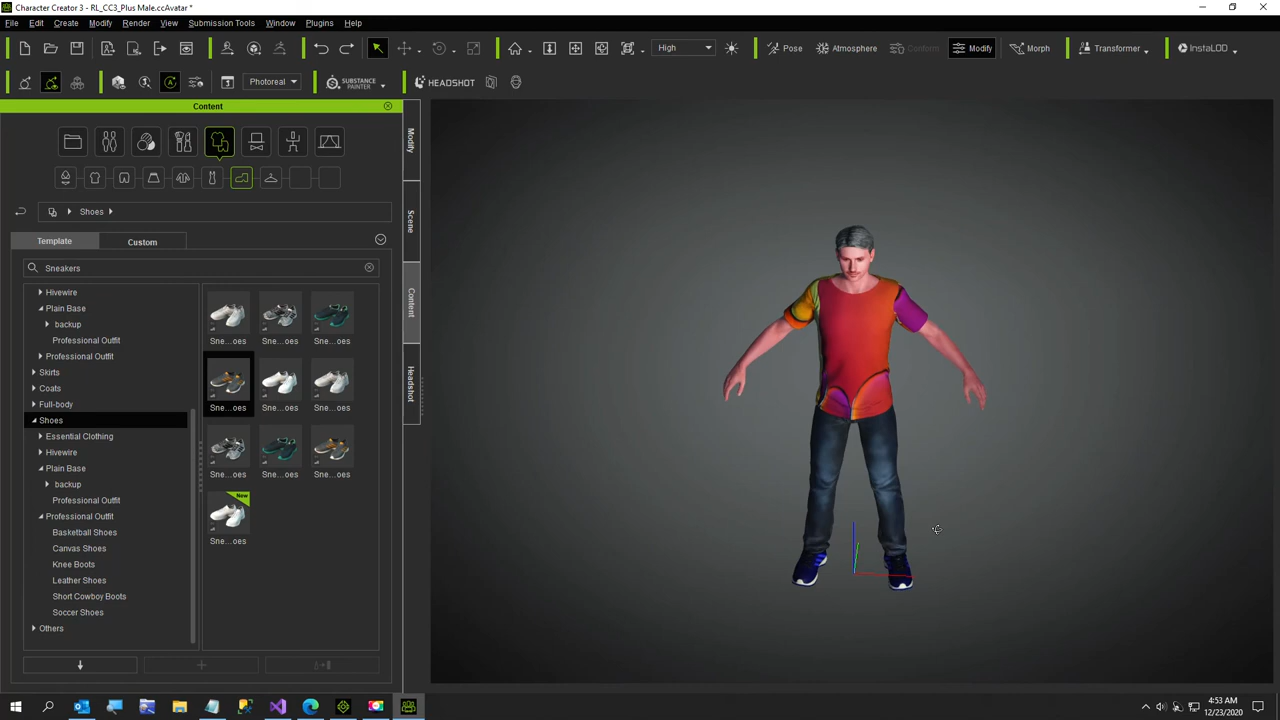 Character Creator 3 - RL_CC3_Plus Male.ccAvatar *
File Edit Create Modify Render View Submission Tools Window Plugins Help
High Pose Atmosphere Conform Modify Morph Transformer InstaLOD
Photoreal SUBSTANCE PAINTER HEADSHOT
Content
Modify
Scene
Content
Headshot
Shoes
Template Custom
Sneakers
Hivewire
Plain Base
backup
Professional Outfit
Professional Outfit
Skirts
Coats
Full-body
Shoes
Essential Clothing
Hivewire
Plain Base
backup
Professional Outfit
Professional Outfit
Basketball Shoes
Canvas Shoes
Knee Boots
Leather Shoes
Short Cowboy Boots
Soccer Shoes
Others
Sne...oes Sne...oes Sne...oes
Sne...oes Sne...oes Sne...oes
Sne...oes Sne...oes Sne...oes
New
Sne...oes
4:53 AM
12/23/2020